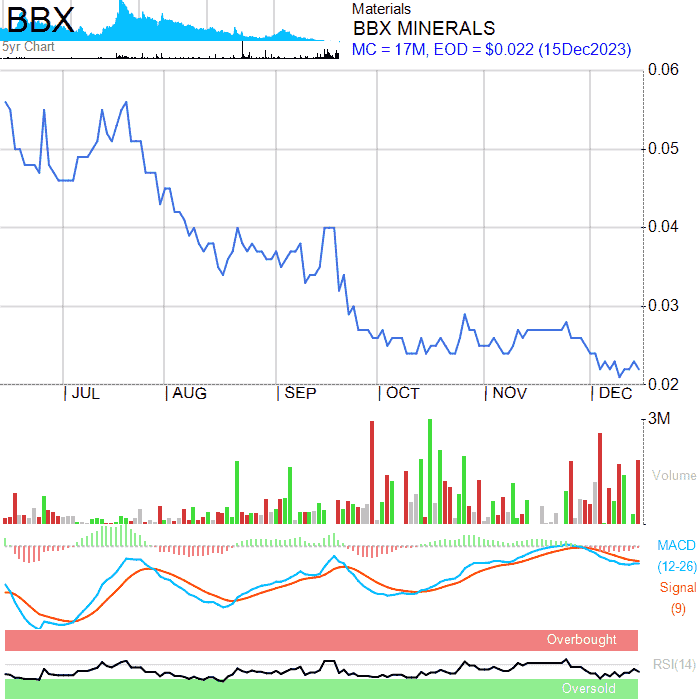 BBX
5yr Chart
Materials
BBX MINERALS
MC = 17M, EOD = $0.022 (15Dec2023)
0.06
0.05
0.04
0.03
0.02
JUL AUG SEP OCT NOV DEC
3M
Volume
MACD
(12-26)
Signal
(9)
Overbought
RSI(14)
Oversold